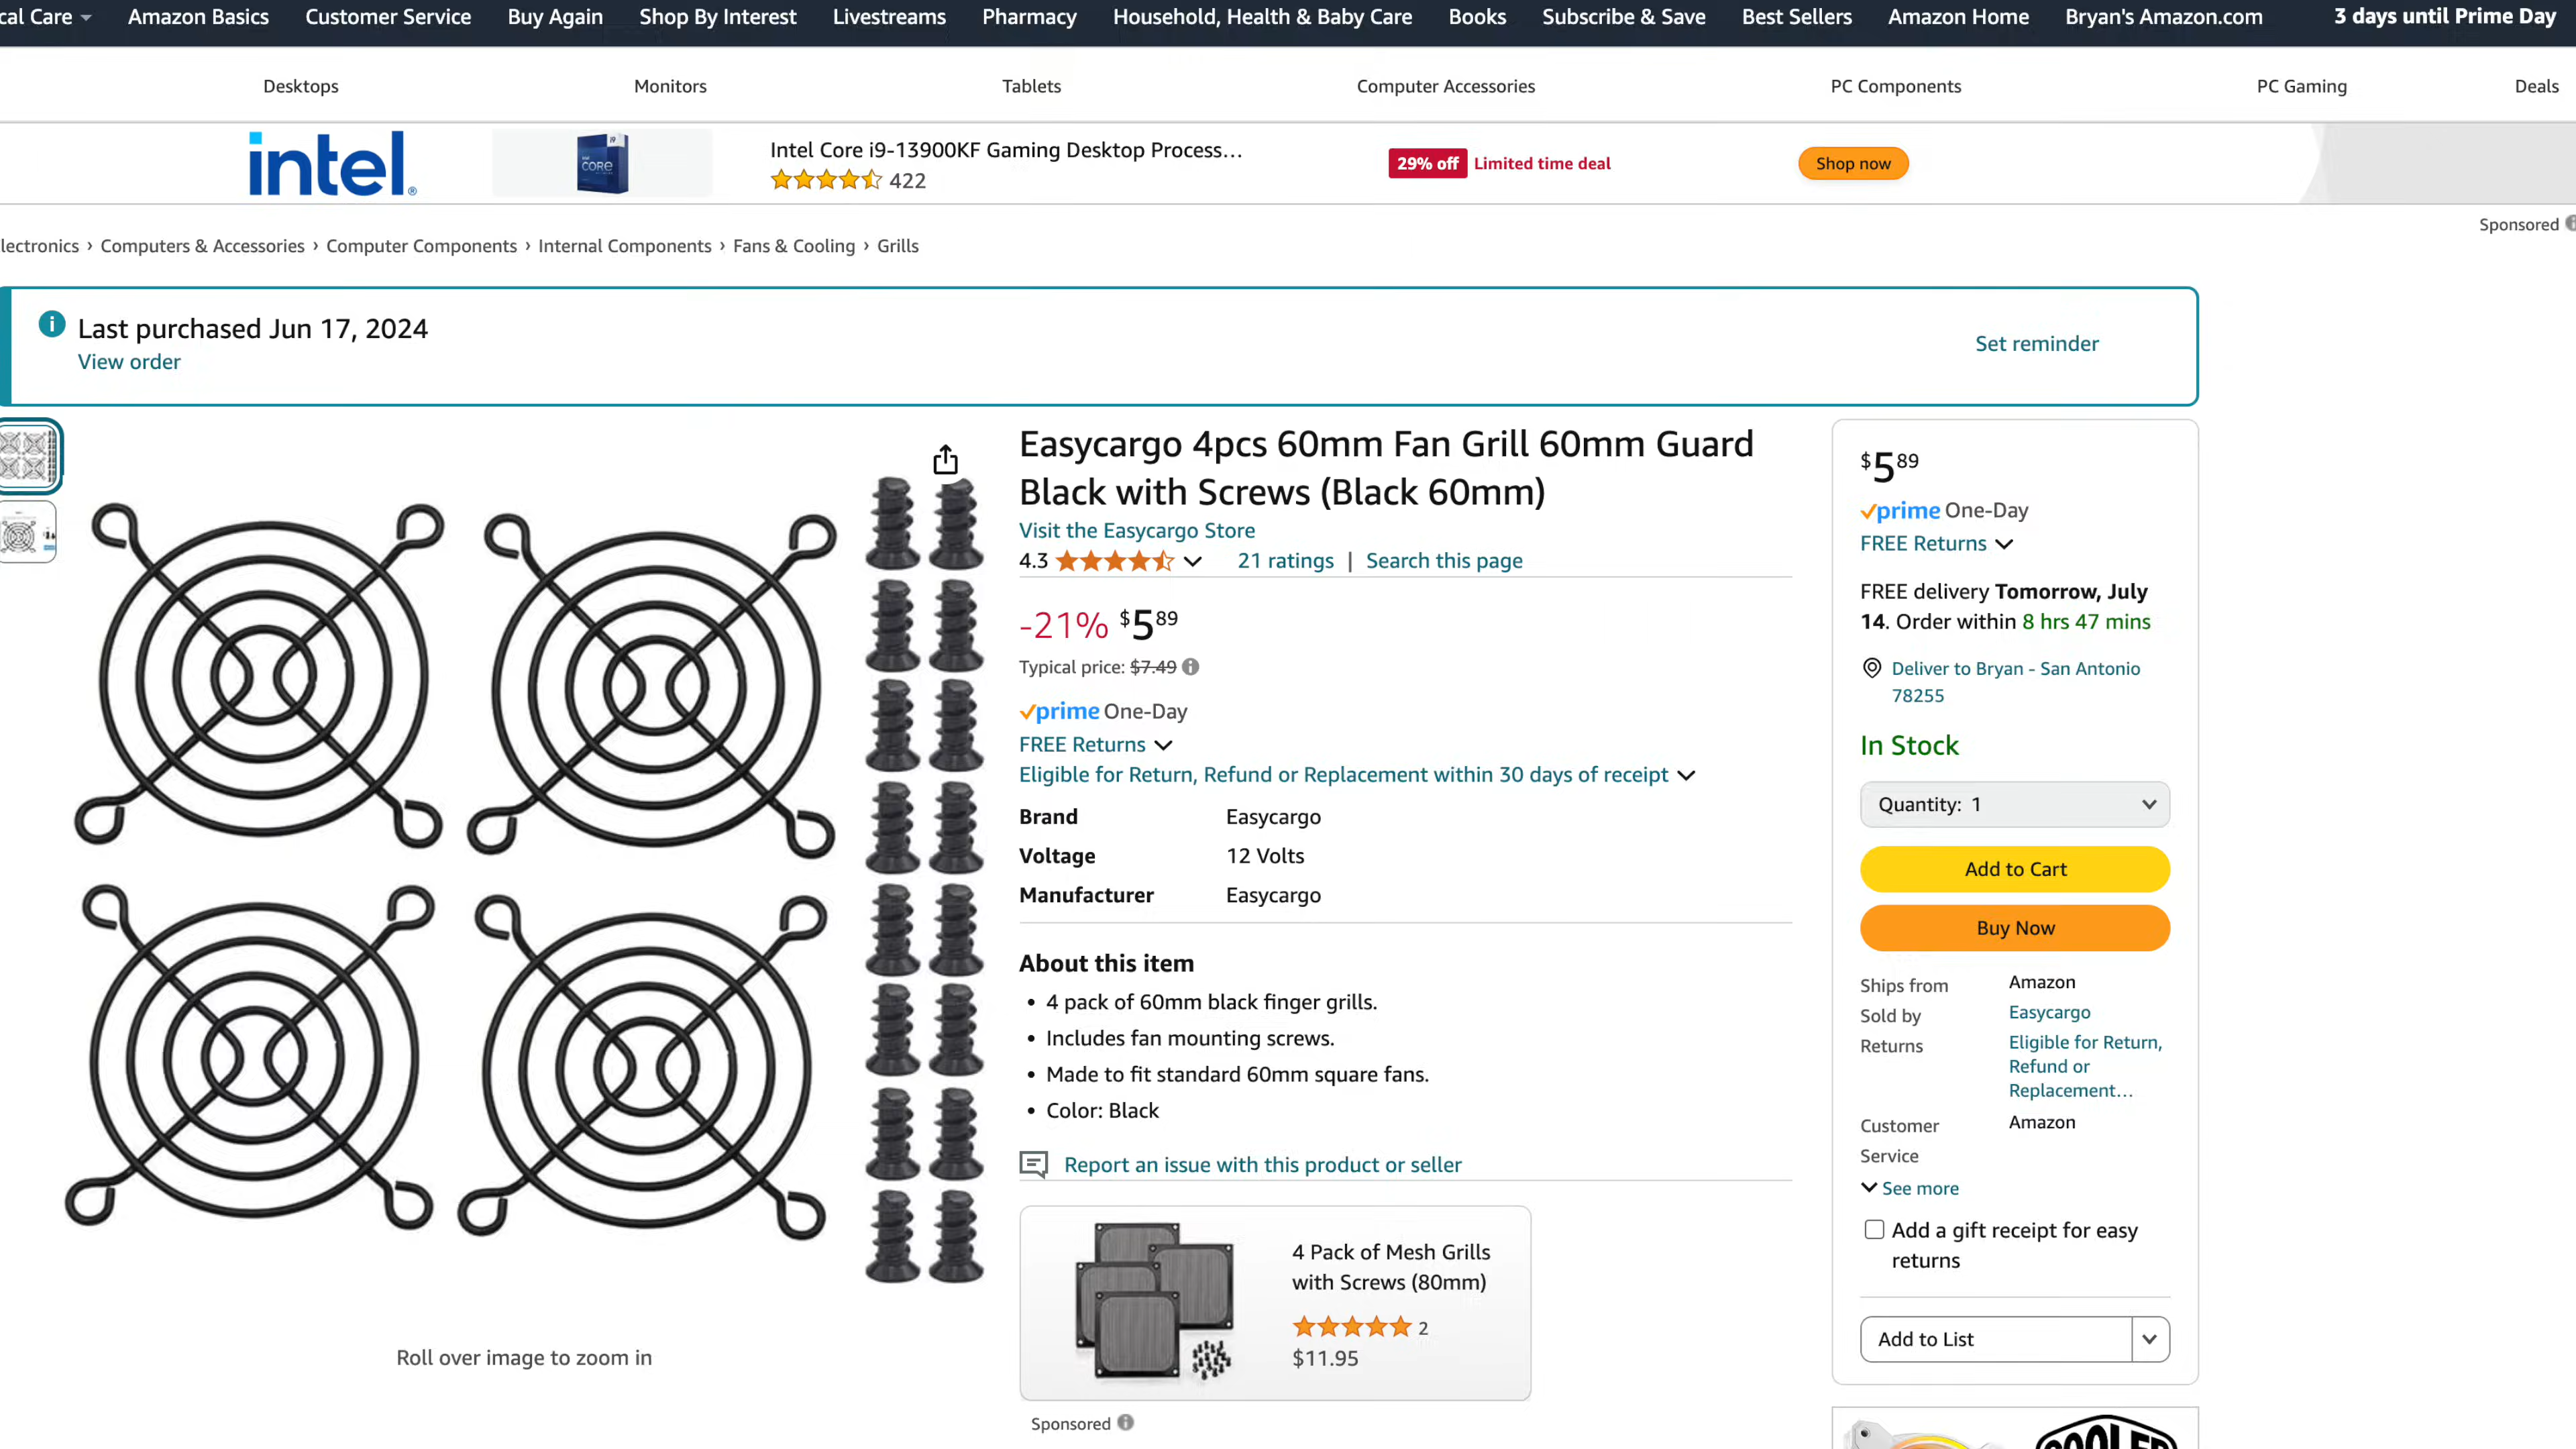 cal Care
Amazon Basics
Customer Service
Buy Again
Shop By Interest
Livestreams
Pharmacy
Household, Health & Baby Care
Books
Subscribe & Save
Best Sellers
Amazon Home
Bryan's Amazon.com
3 days until Prime Day
Desktops
Monitors
Tablets
Computer Accessories
PC Components
PC Gaming
Deals
intel®
CORE
i9
Intel Core i9-13900KF Gaming Desktop Process…
422
29% off Limited time deal
Shop now
Sponsored
lectronics › Computers & Accessories › Computer Components › Internal Components › Fans & Cooling › Grills
Last purchased Jun 17, 2024
View order
Set reminder
Roll over image to zoom in
Easycargo 4pcs 60mm Fan Grill 60mm Guard
Black with Screws (Black 60mm)
Visit the Easycargo Store
4.3
21 ratings | Search this page
-21% $5 89
Typical price: $7.49
prime One-Day
FREE Returns
Eligible for Return, Refund or Replacement within 30 days of receipt
Brand Easycargo
Voltage 12 Volts
Manufacturer Easycargo
About this item
• 4 pack of 60mm black finger grills.
• Includes fan mounting screws.
• Made to fit standard 60mm square fans.
• Color: Black
Report an issue with this product or seller
4 Pack of Mesh Grills
with Screws (80mm)
2
$11.95
Sponsored
$5 89
prime One-Day
FREE Returns
FREE delivery Tomorrow, July
14. Order within 8 hrs 47 mins
Deliver to Bryan - San Antonio
78255
In Stock
Quantity: 1
Add to Cart
Buy Now
Ships from Amazon
Sold by Easycargo
Returns Eligible for Return,
Refund or
Replacement…
Customer Amazon
Service
See more
Add a gift receipt for easy
returns
Add to List
COOLER